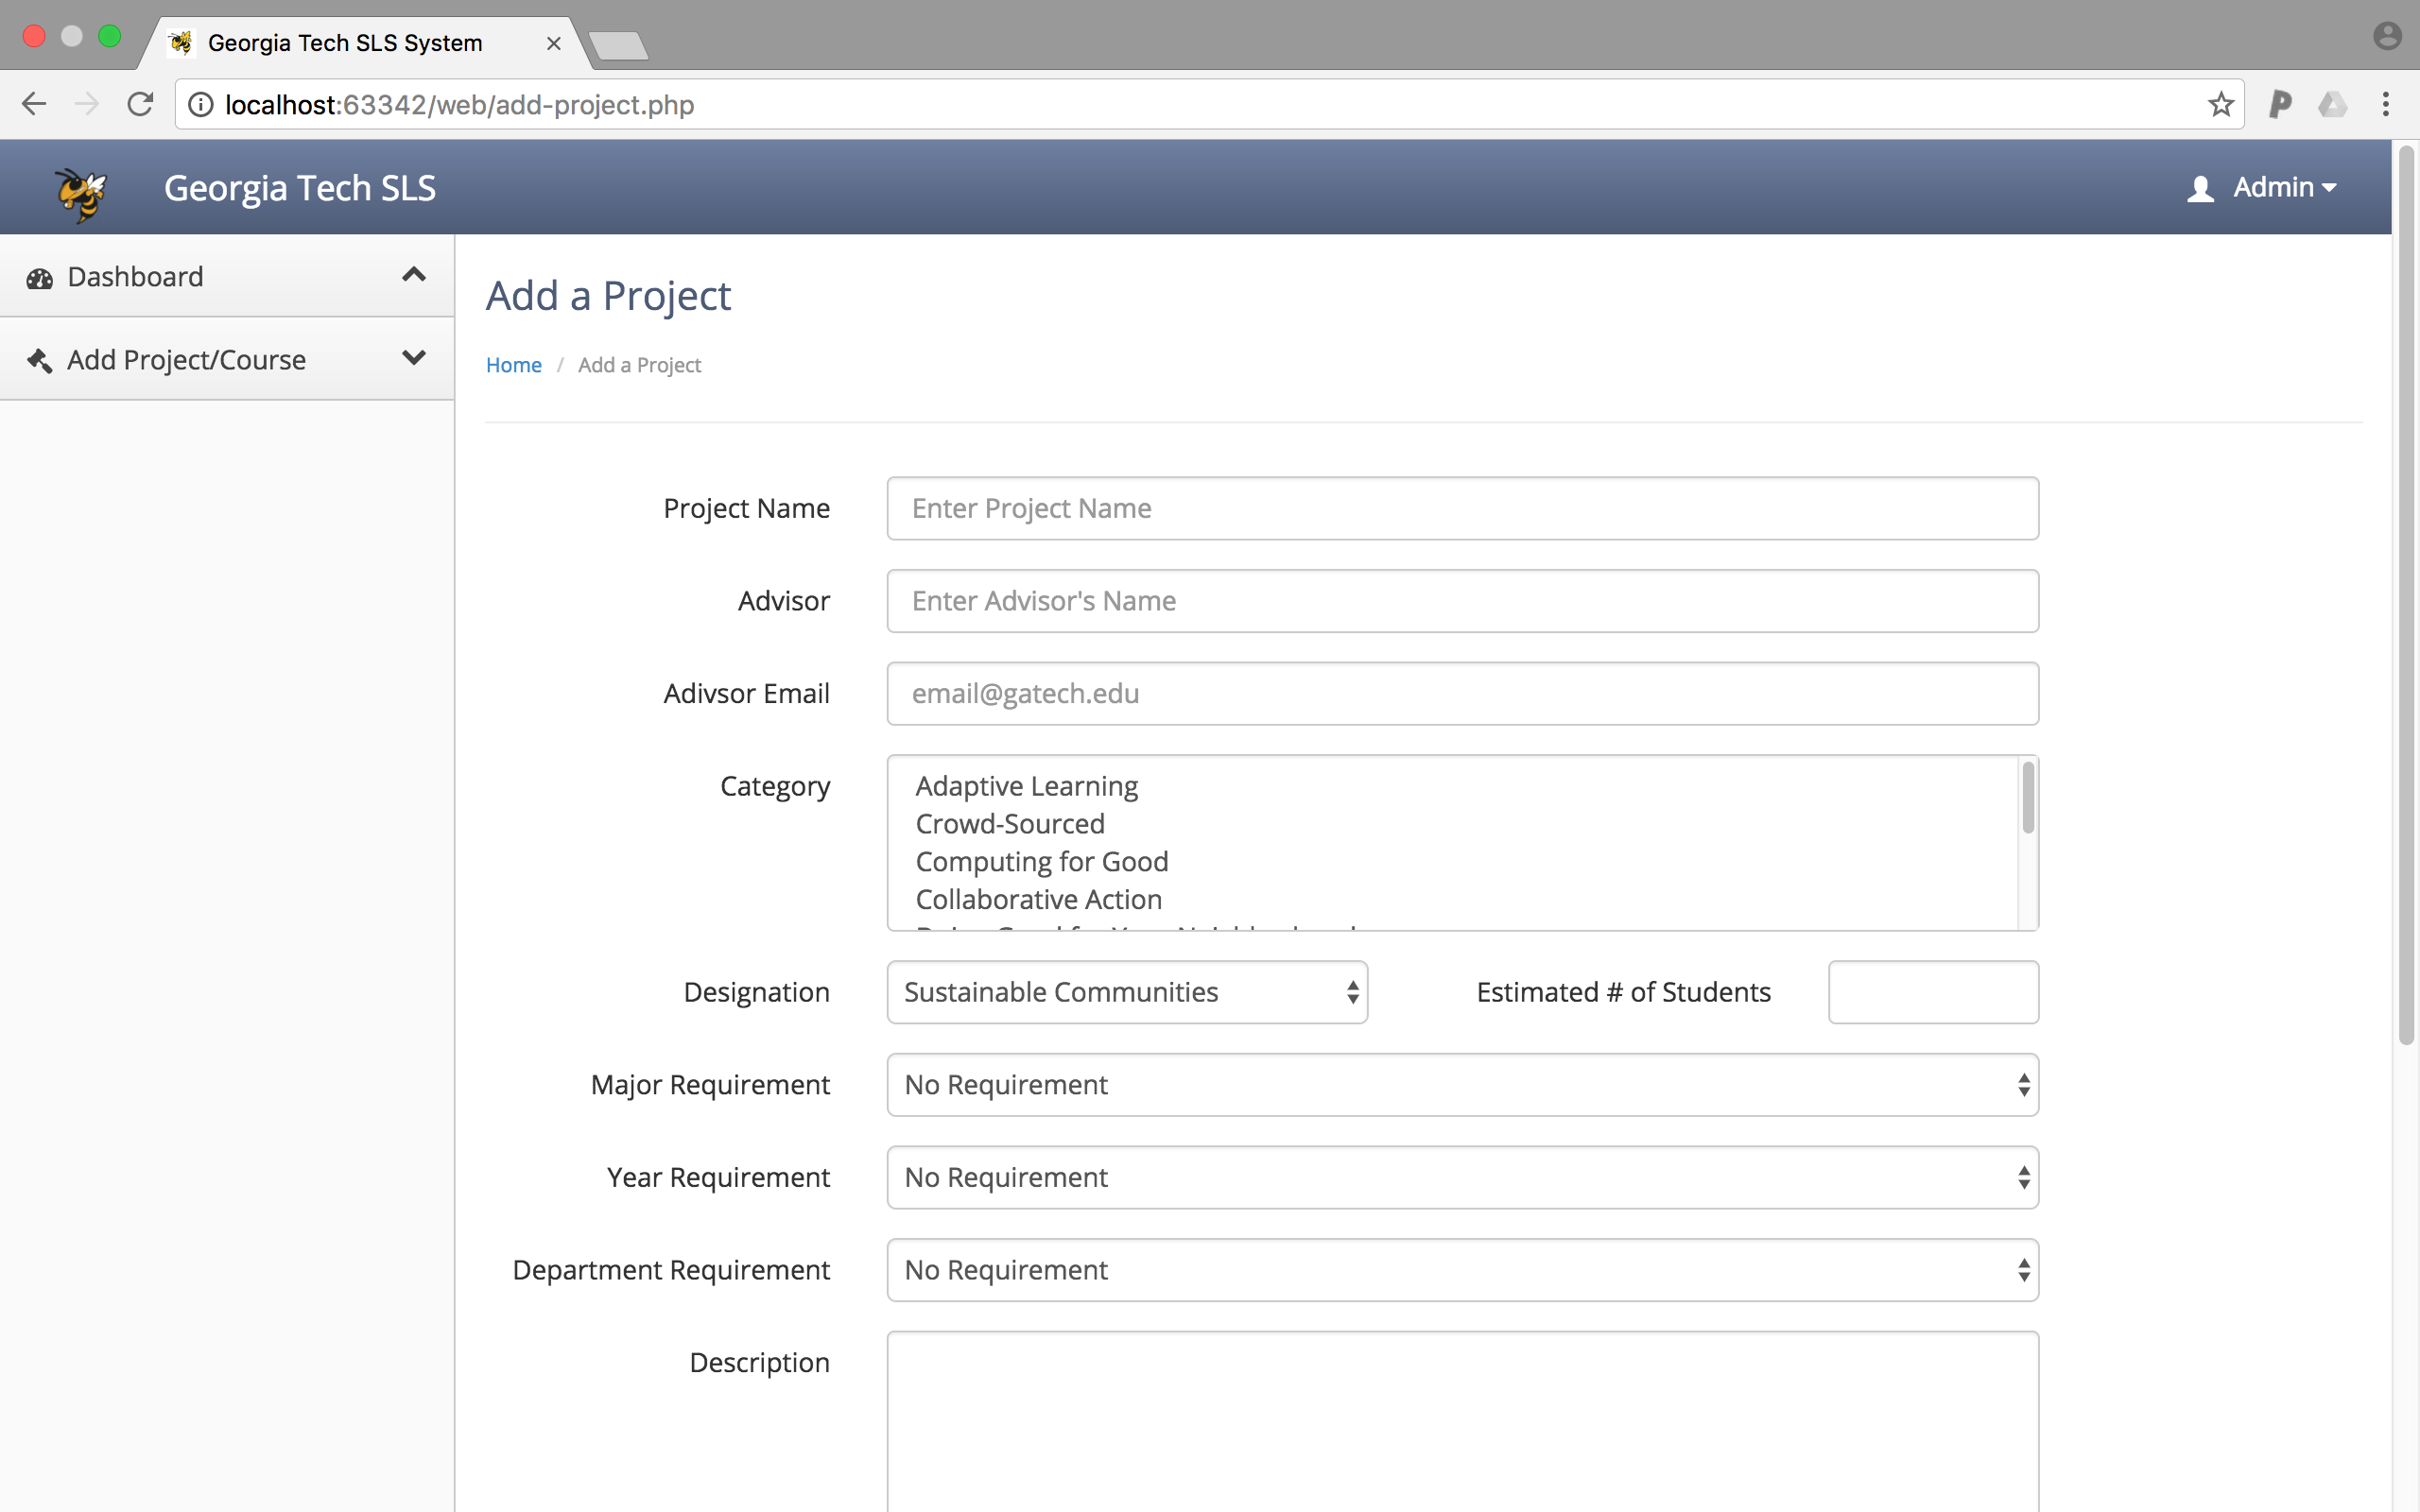 Georgia Tech SLS System
localhost:63342/web/add-project.php
Georgia Tech SLS
Admin
Dashboard
Add Project/Course
Add a Project
Home / Add a Project
Project Name Enter Project Name
Advisor Enter Advisor's Name
Adivsor Email email@gatech.edu
Category Adaptive Learning
Crowd-Sourced
Computing for Good
Collaborative Action
Designation Sustainable Communities Estimated # of Students
Major Requirement No Requirement
Year Requirement No Requirement
Department Requirement No Requirement
Description